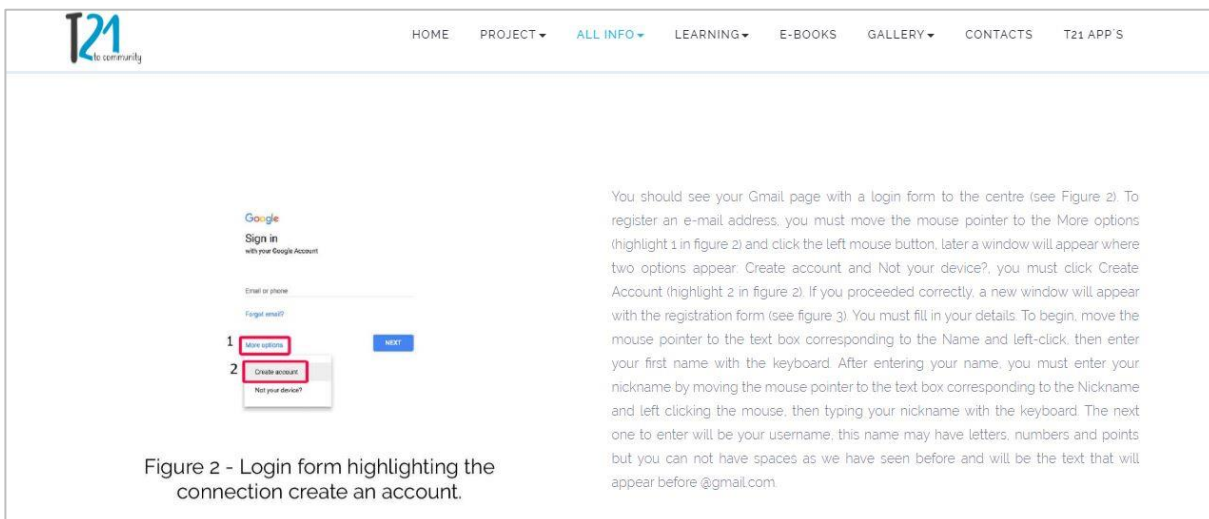 T21
to community
HOME PROJECT ALL INFO LEARNING E-BOOKS GALLERY CONTACTS T21 APP´S
Google
Sign in
with your Google Account
Email or phone
Forgot email?
1 More options NEXT
2 Create account
Not your device?
Figure 2 - Login form highlighting the
connection create an account.
You should see your Gmail page with a login form to the centre (see Figure 2). To
register an e-mail address, you must move the mouse pointer to the More options
(highlight 1 in figure 2) and click the left mouse button, later a window will appear where
two options appear: Create account and Not your device?, you must click Create
Account (highlight 2 in figure 2). If you proceeded correctly, a new window will appear
with the registration form (see figure 3). You must fill in your details. To begin, move the
mouse pointer to the text box corresponding to the Name and left-click, then enter
your first name with the keyboard. After entering your name, you must enter your
nickname by moving the mouse pointer to the text box corresponding to the Nickname
and left clicking the mouse, then typing your nickname with the keyboard. The next
one to enter will be your username, this name may have letters, numbers and points
but you can not have spaces as we have seen before and will be the text that will
appear before @gmail.com.